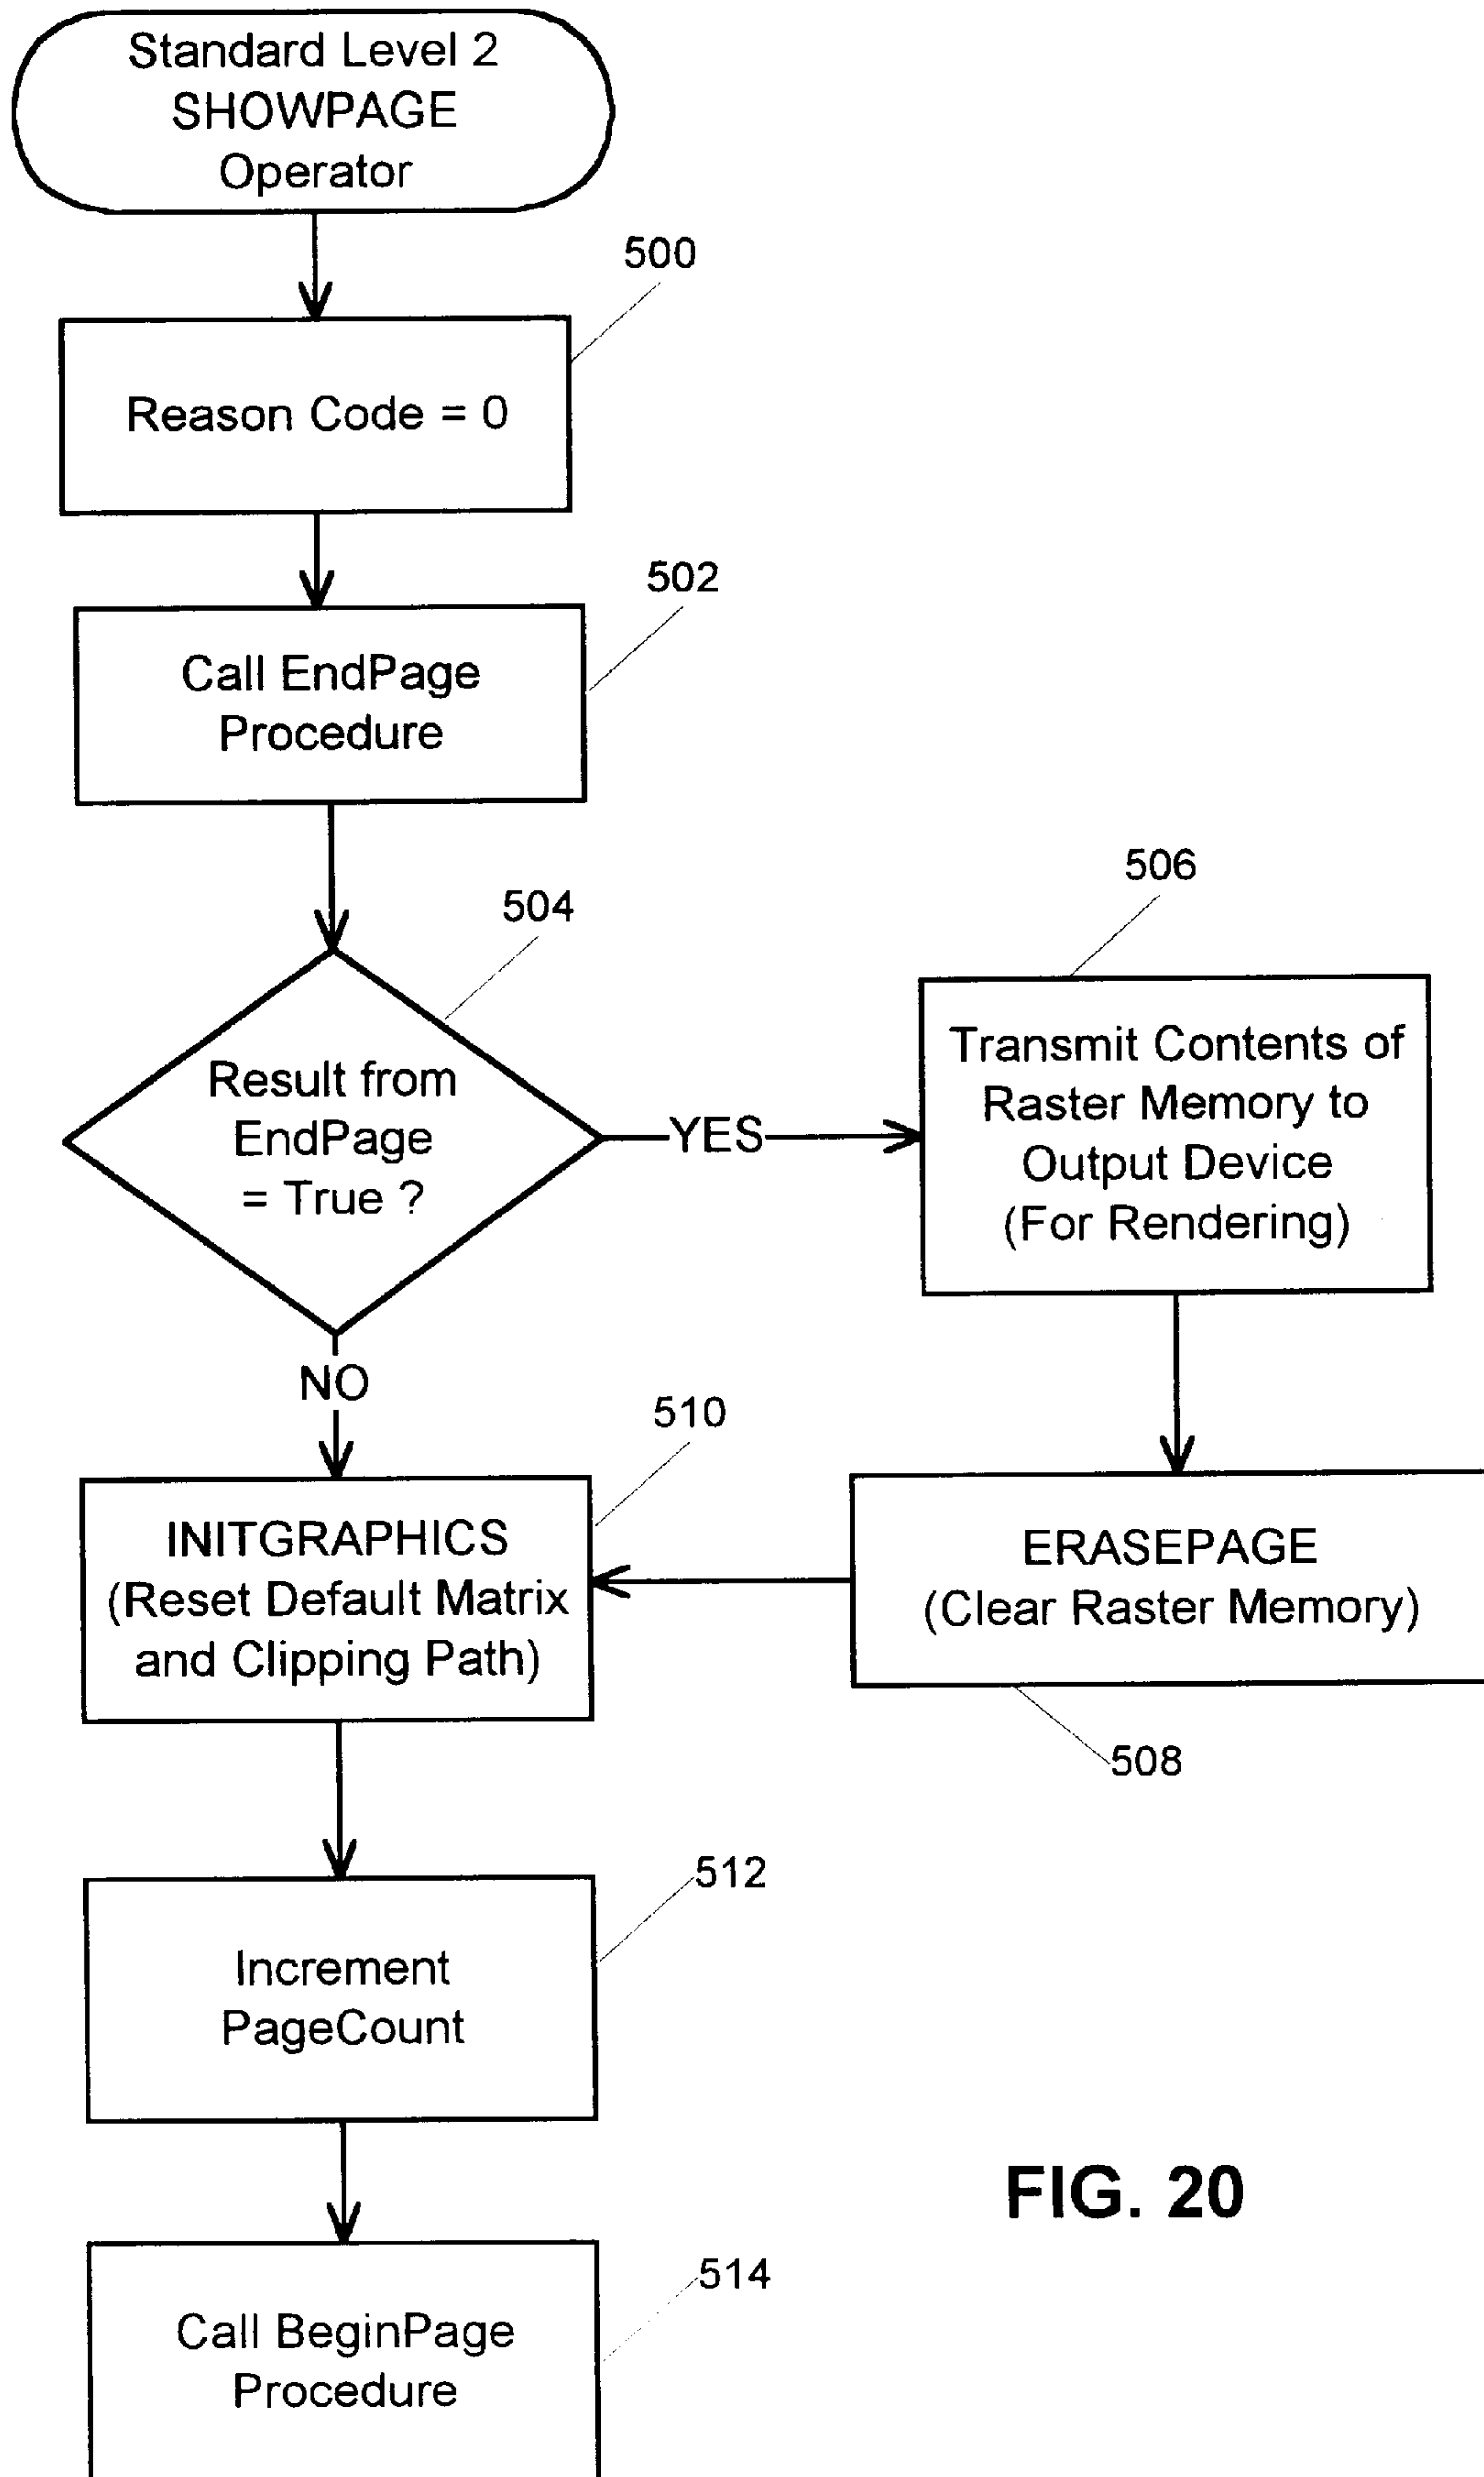 Standard Level 2
SHOWPAGE
Operator
500
Reason Code = 0
502
Call EndPage
Procedure
504
Result from
EndPage
= True ?
YES
506
Transmit Contents of
Raster Memory to
Output Device
(For Rendering)
NO
510
INITGRAPHICS
(Reset Default Matrix
and Clipping Path)
ERASEPAGE
(Clear Raster Memory)
508
512
Increment
PageCount
FIG. 20
514
Call BeginPage
Procedure